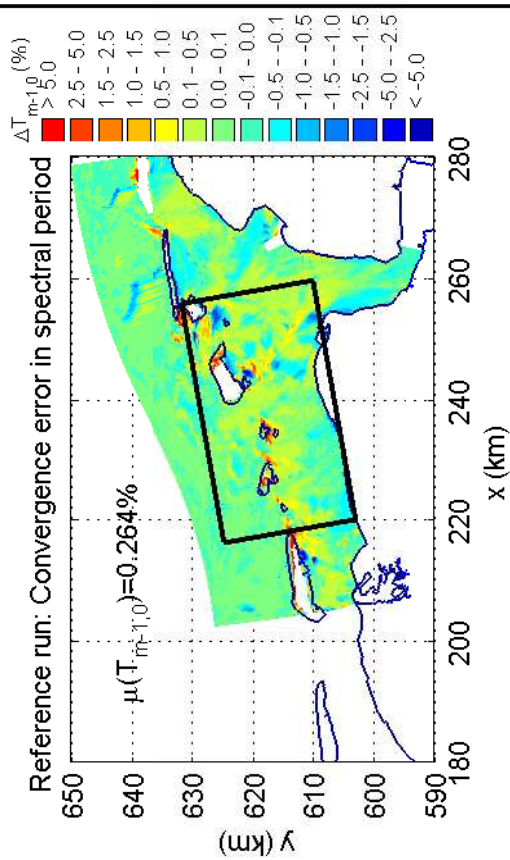 Reference run: Convergence error in spectral period
ΔT_{m-1,0} (%)
> 5.0
2.5 - 5.0
1.5 - 2.5
1.0 - 1.5
0.5 - 1.0
0.1 - 0.5
0.0 - 0.1
-0.1 - 0.0
-0.5 - -0.1
-1.0 - -0.5
-1.5 - -1.0
-2.5 - -1.5
-5.0 - -2.5
< -5.0
μ(T_{m-1,0})=0.264%
y (km)
650
640
630
620
610
600
590
180
200
220
240
260
280
x (km)